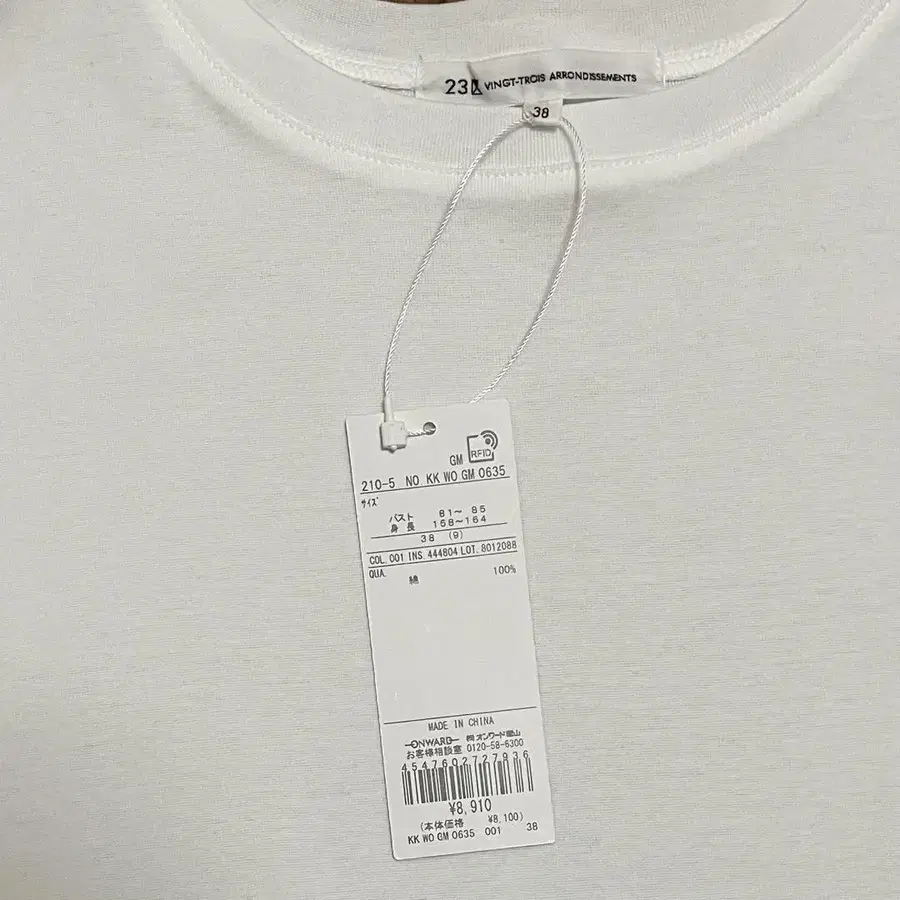 23区 VINGT-TROIS ARRONDISSEMENTS
38
GM RFID
210-5 NO. KK WO GM 0635
サイズ
バスト 81～ 85
身長 158～164
38 (9)
COL. 001 INS. 444804 LOT. 8012088
QUA.
綿 100%
MADE IN CHINA
ONWARD ㈱オンワード樫山
お客様相談室 0120-58-6300
4547602727936
¥8,910
(本体価格 ¥8,100)
KK WO GM 0635 001 38